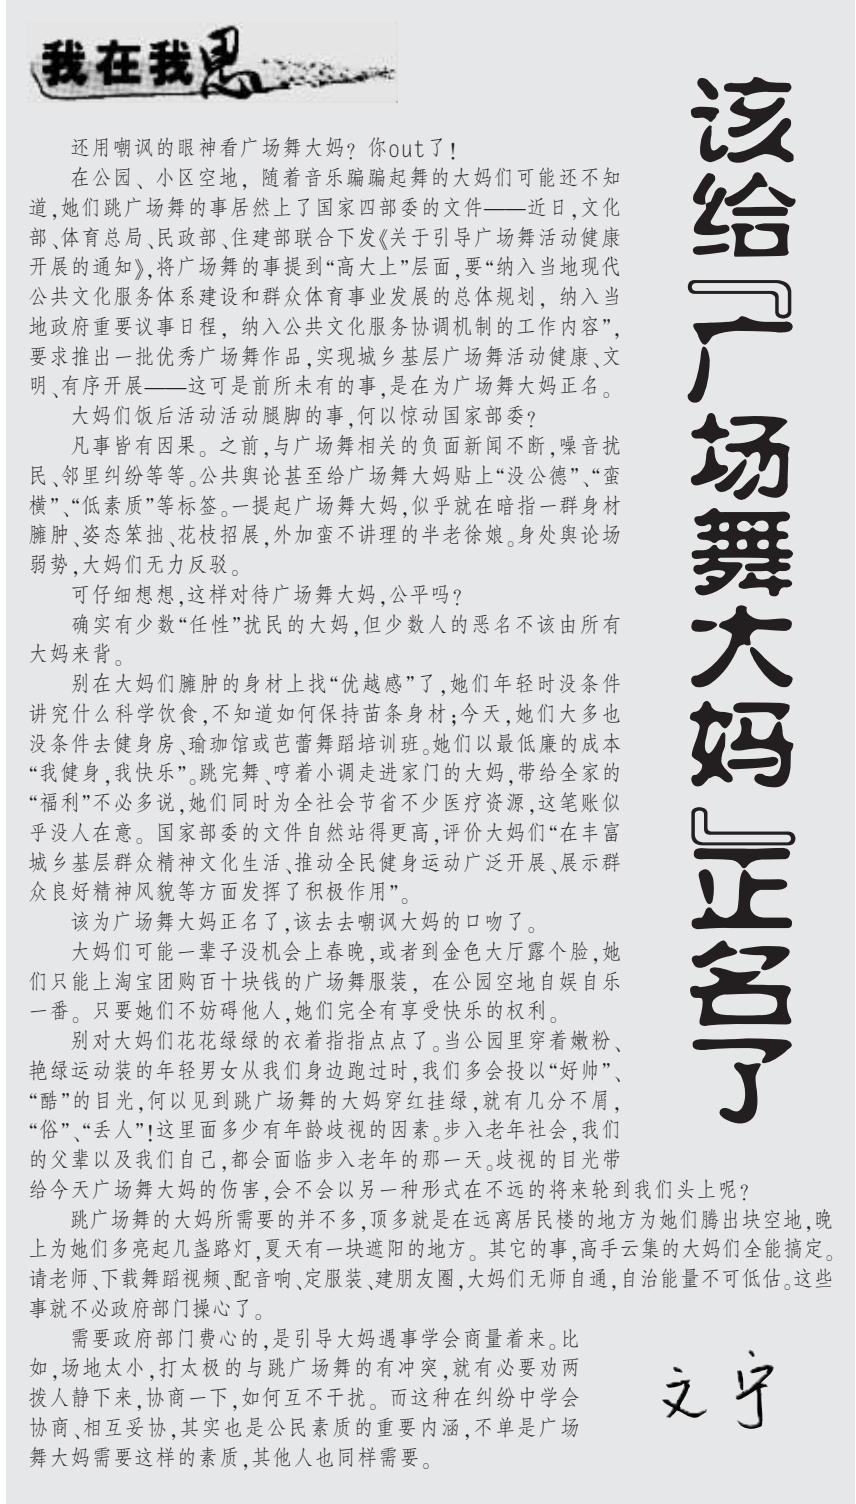 我在我思
该给『广场舞大妈』正名了
还用嘲讽的眼神看广场舞大妈?你out了!
在公园、小区空地,随着音乐蹁蹁起舞的大妈们可能还不知
道,她们跳广场舞的事居然上了国家四部委的文件——近日,文化
部、体育总局、民政部、住建部联合下发《关于引导广场舞活动健康
开展的通知》,将广场舞的事提到“高大上”层面,要“纳入当地现代
公共文化服务体系建设和群众体育事业发展的总体规划,纳入当
地政府重要议事日程,纳入公共文化服务协调机制的工作内容”,
要求推出一批优秀广场舞作品,实现城乡基层广场舞活动健康、文
明、有序开展——这可是前所未有的事,是在为广场舞大妈正名。
大妈们饭后活动活动腿脚的事,何以惊动国家部委?
凡事皆有因果。之前,与广场舞相关的负面新闻不断,噪音扰
民、邻里纠纷等等。公共舆论甚至给广场舞大妈贴上“没公德”、“蛮
横”、“低素质”等标签。一提起广场舞大妈,似乎就在暗指一群身材
臃肿、姿态笨拙、花枝招展,外加蛮不讲理的半老徐娘。身处舆论场
弱势,大妈们无力反驳。
可仔细想想,这样对待广场舞大妈,公平吗?
确实有少数“任性”扰民的大妈,但少数人的恶名不该由所有
大妈来背。
别在大妈们臃肿的身材上找“优越感”了,她们年轻时没条件
讲究什么科学饮食,不知道如何保持苗条身材;今天,她们大多也
没条件去健身房、瑜珈馆或芭蕾舞蹈培训班。她们以最低廉的成本
“我健身,我快乐”。跳完舞、哼着小调走进家门的大妈,带给全家的
“福利”不必多说,她们同时为全社会节省不少医疗资源,这笔账似
乎没人在意。国家部委的文件自然站得更高,评价大妈们“在丰富
城乡基层群众精神文化生活、推动全民健身运动广泛开展、展示群
众良好精神风貌等方面发挥了积极作用”。
该为广场舞大妈正名了,该去去嘲讽大妈的口吻了。
大妈们可能一辈子没机会上春晚,或者到金色大厅露个脸,她
们只能上淘宝团购百十块钱的广场舞服装,在公园空地自娱自乐
一番。只要她们不妨碍他人,她们完全有享受快乐的权利。
别对大妈们花花绿绿的衣着指指点点了。当公园里穿着嫩粉、
艳绿运动装的年轻男女从我们身边跑过时,我们多会投以“好帅”、
“酷”的目光,何以见到跳广场舞的大妈穿红挂绿,就有几分不屑,
“俗”、“丢人”!这里面多少有年龄歧视的因素。步入老年社会,我们
的父辈以及我们自己,都会面临步入老年的那一天。歧视的目光带
给今天广场舞大妈的伤害,会不会以另一种形式在不远的将来轮到我们头上呢?
跳广场舞的大妈所需要的并不多,顶多就是在远离居民楼的地方为她们腾出块空地,晚
上为她们多亮起几盏路灯,夏天有一块遮阳的地方。其它的事,高手云集的大妈们全能搞定。
请老师、下载舞蹈视频、配音响、定服装、建朋友圈,大妈们无师自通,自治能量不可低估。这些
事就不必政府部门操心了。
需要政府部门费心的,是引导大妈遇事学会商量着来。比
如,场地太小,打太极的与跳广场舞的有冲突,就有必要劝两
拨人静下来,协商一下,如何互不干扰。而这种在纠纷中学会
协商、相互妥协,其实也是公民素质的重要内涵,不单是广场
舞大妈需要这样的素质,其他人也同样需要。
文宁